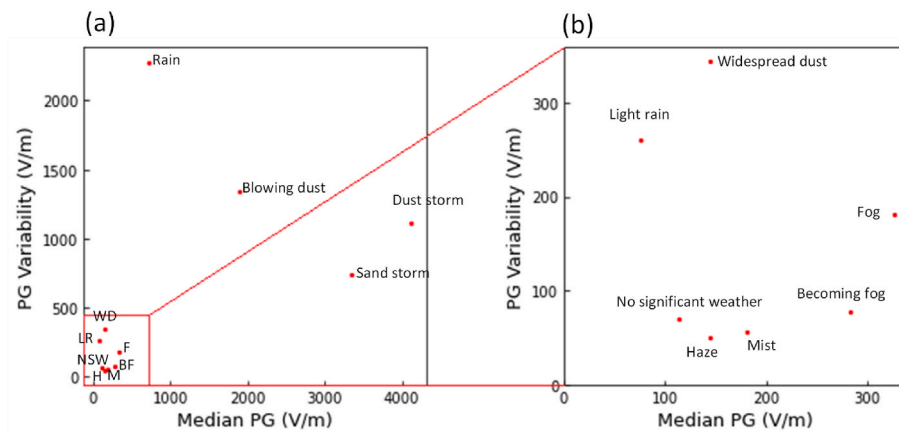 (a)
(b)
Rain
Blowing dust
Dust storm
Sand storm
WD
LR
F
NSW
BF
H
M
2000
1500
1000
500
0
0
1000
2000
3000
4000
PG Variability (V/m)
Median PG (V/m)
Widespread dust
Light rain
Fog
No significant weather
Becoming fog
Haze
Mist
300
200
100
0
0
100
200
300
PG Variability (V/m)
Median PG (V/m)